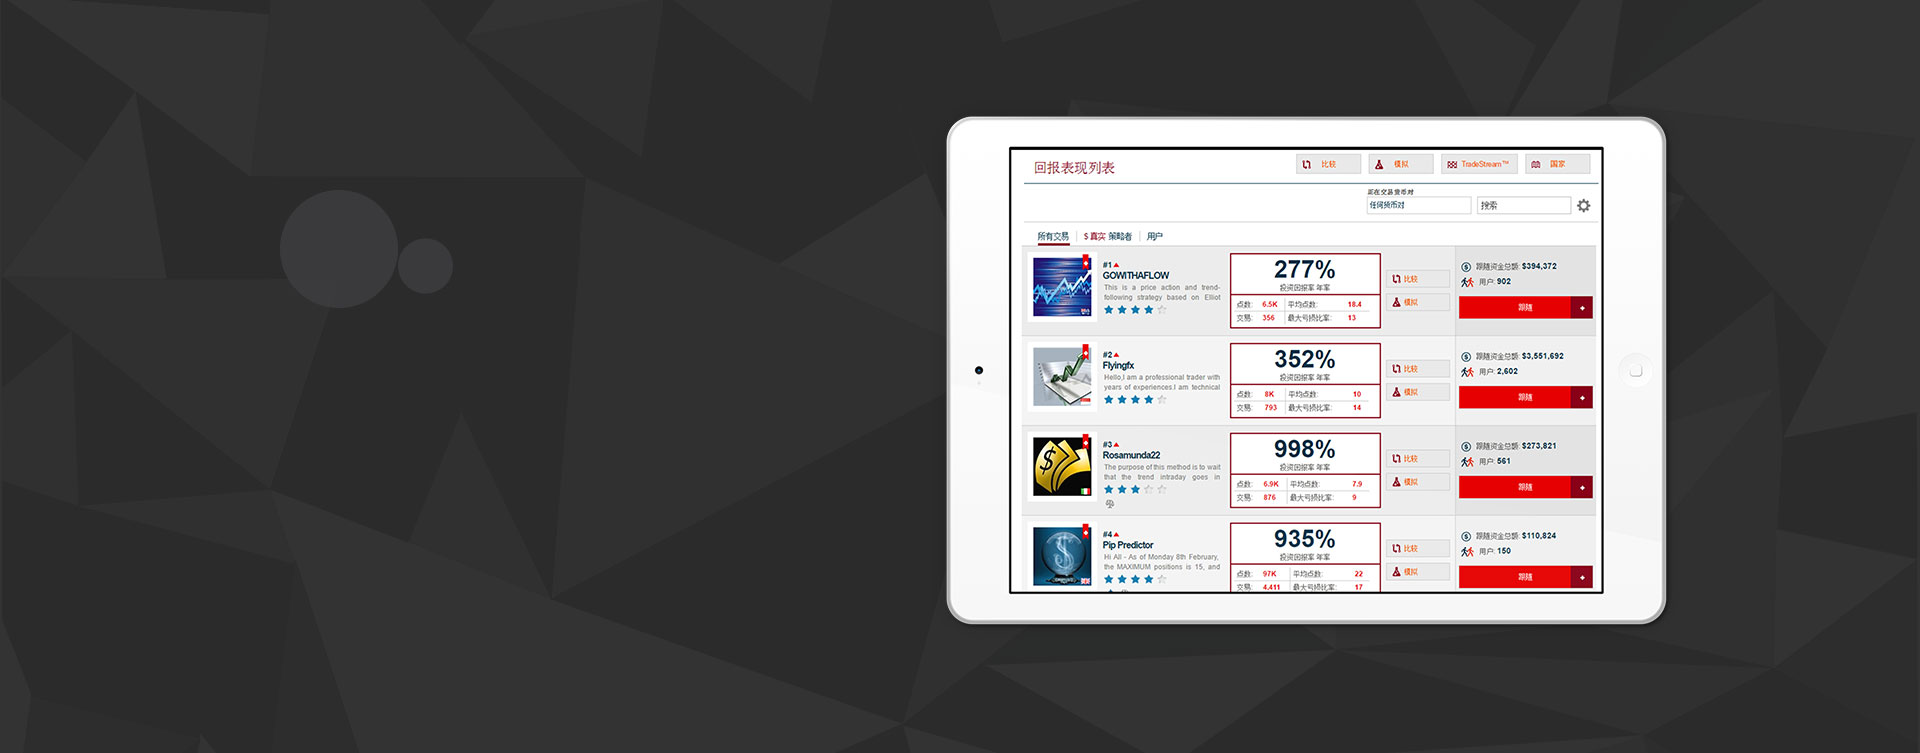 回报表现列表
比较
模拟
TradeStream™
国家
正在交易货币对
任何货币对
搜索
所有交易
$ 真实 策略者
用户
#1
GOWITHAFLOW
This is a price action and trend-
following strategy based on Elliot
277%
投资回报率 年率
点数: 6.5K 平均点数: 18.4
交易: 356 最大亏损比率: 13
比较
模拟
跟随资金总额: $394,372
用户: 902
跟随
#2
Flyingfx
Hello,I am a professional trader with
years of experiences.I am technical
352%
投资回报率 年率
点数: 8K 平均点数: 10
交易: 793 最大亏损比率: 14
比较
模拟
跟随资金总额: $3,551,692
用户: 2,602
跟随
#3
Rosamunda22
The purpose of this method is to wait
that the trend intraday goes in
998%
投资回报率 年率
点数: 6.9K 平均点数: 7.9
交易: 876 最大亏损比率: 9
比较
模拟
跟随资金总额: $273,821
用户: 561
跟随
#4
Pip Predictor
Hi All - As of Monday 8th February,
the MAXIMUM positions is 15, and
935%
投资回报率 年率
点数: 97K 平均点数: 22
交易: 4,411 最大亏损比率: 17
比较
模拟
跟随资金总额: $110,824
用户: 150
跟随